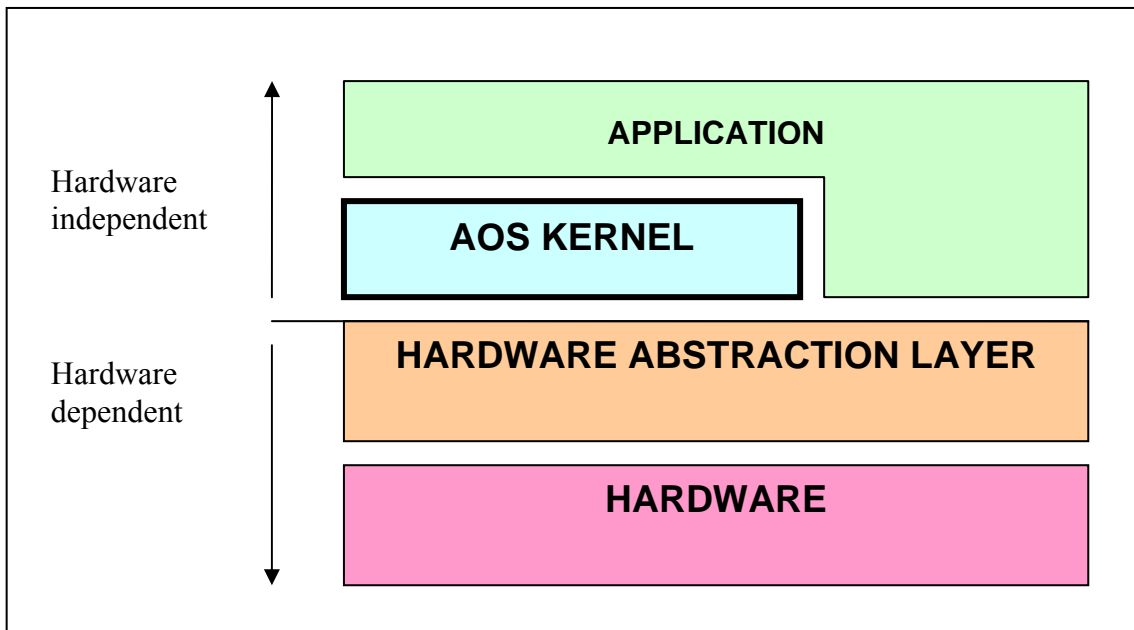 APPLICATION
Hardware
independent
AOS KERNEL
HARDWARE ABSTRACTION LAYER
Hardware
dependent
HARDWARE